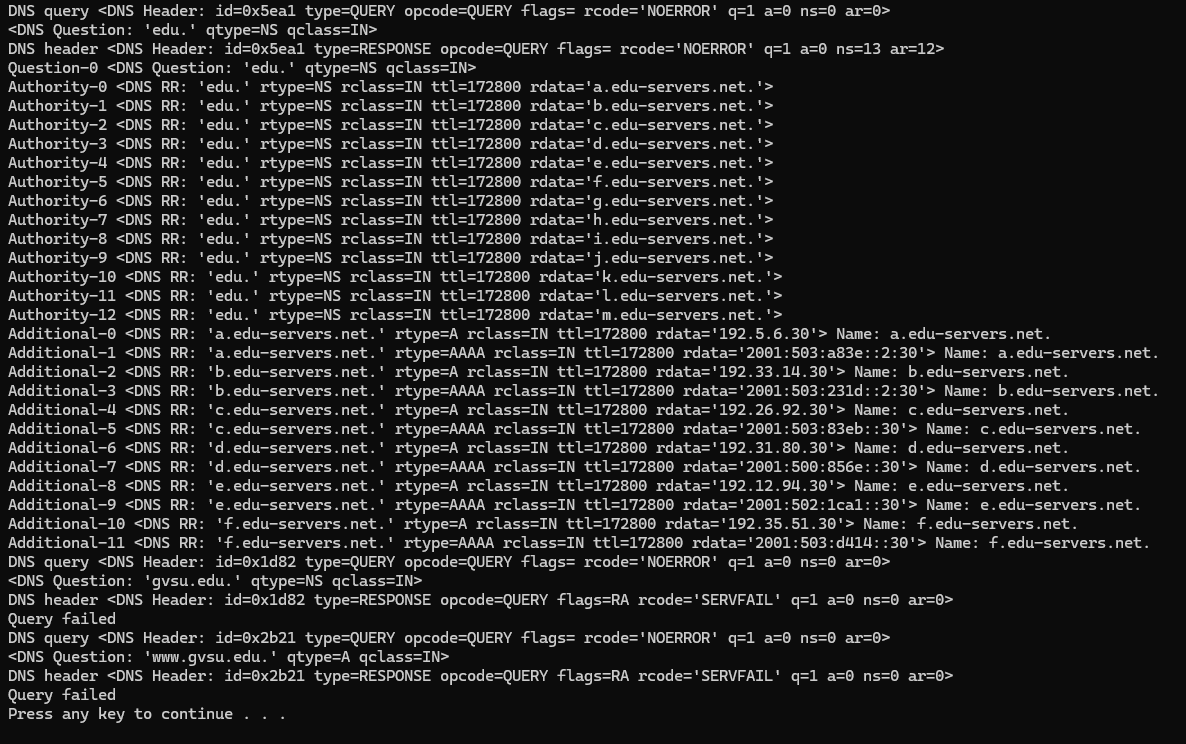 DNS query <DNS Header: id=0x5ea1 type=QUERY opcode=QUERY flags= rcode='NOERROR' q=1 a=0 ns=0 ar=0>
<DNS Question: 'edu.' qtype=NS qclass=IN>
DNS header <DNS Header: id=0x5ea1 type=RESPONSE opcode=QUERY flags= rcode='NOERROR' q=1 a=0 ns=13 ar=12>
Question-0 <DNS Question: 'edu.' qtype=NS qclass=IN>
Authority-0 <DNS RR: 'edu.' rtype=NS rclass=IN ttl=172800 rdata='a.edu-servers.net.'>
Authority-1 <DNS RR: 'edu.' rtype=NS rclass=IN ttl=172800 rdata='b.edu-servers.net.'>
Authority-2 <DNS RR: 'edu.' rtype=NS rclass=IN ttl=172800 rdata='c.edu-servers.net.'>
Authority-3 <DNS RR: 'edu.' rtype=NS rclass=IN ttl=172800 rdata='d.edu-servers.net.'>
Authority-4 <DNS RR: 'edu.' rtype=NS rclass=IN ttl=172800 rdata='e.edu-servers.net.'>
Authority-5 <DNS RR: 'edu.' rtype=NS rclass=IN ttl=172800 rdata='f.edu-servers.net.'>
Authority-6 <DNS RR: 'edu.' rtype=NS rclass=IN ttl=172800 rdata='g.edu-servers.net.'>
Authority-7 <DNS RR: 'edu.' rtype=NS rclass=IN ttl=172800 rdata='h.edu-servers.net.'>
Authority-8 <DNS RR: 'edu.' rtype=NS rclass=IN ttl=172800 rdata='i.edu-servers.net.'>
Authority-9 <DNS RR: 'edu.' rtype=NS rclass=IN ttl=172800 rdata='j.edu-servers.net.'>
Authority-10 <DNS RR: 'edu.' rtype=NS rclass=IN ttl=172800 rdata='k.edu-servers.net.'>
Authority-11 <DNS RR: 'edu.' rtype=NS rclass=IN ttl=172800 rdata='l.edu-servers.net.'>
Authority-12 <DNS RR: 'edu.' rtype=NS rclass=IN ttl=172800 rdata='m.edu-servers.net.'>
Additional-0 <DNS RR: 'a.edu-servers.net.' rtype=A rclass=IN ttl=172800 rdata='192.5.6.30'> Name: a.edu-servers.net.
Additional-1 <DNS RR: 'a.edu-servers.net.' rtype=AAAA rclass=IN ttl=172800 rdata='2001:503:a83e::2:30'> Name: a.edu-servers.net.
Additional-2 <DNS RR: 'b.edu-servers.net.' rtype=A rclass=IN ttl=172800 rdata='192.33.14.30'> Name: b.edu-servers.net.
Additional-3 <DNS RR: 'b.edu-servers.net.' rtype=AAAA rclass=IN ttl=172800 rdata='2001:503:231d::2:30'> Name: b.edu-servers.net.
Additional-4 <DNS RR: 'c.edu-servers.net.' rtype=A rclass=IN ttl=172800 rdata='192.26.92.30'> Name: c.edu-servers.net.
Additional-5 <DNS RR: 'c.edu-servers.net.' rtype=AAAA rclass=IN ttl=172800 rdata='2001:503:83eb::30'> Name: c.edu-servers.net.
Additional-6 <DNS RR: 'd.edu-servers.net.' rtype=A rclass=IN ttl=172800 rdata='192.31.80.30'> Name: d.edu-servers.net.
Additional-7 <DNS RR: 'd.edu-servers.net.' rtype=AAAA rclass=IN ttl=172800 rdata='2001:500:856e::30'> Name: d.edu-servers.net.
Additional-8 <DNS RR: 'e.edu-servers.net.' rtype=A rclass=IN ttl=172800 rdata='192.12.94.30'> Name: e.edu-servers.net.
Additional-9 <DNS RR: 'e.edu-servers.net.' rtype=AAAA rclass=IN ttl=172800 rdata='2001:502:1ca1::30'> Name: e.edu-servers.net.
Additional-10 <DNS RR: 'f.edu-servers.net.' rtype=A rclass=IN ttl=172800 rdata='192.35.51.30'> Name: f.edu-servers.net.
Additional-11 <DNS RR: 'f.edu-servers.net.' rtype=AAAA rclass=IN ttl=172800 rdata='2001:503:d414::30'> Name: f.edu-servers.net.
DNS query <DNS Header: id=0x1d82 type=QUERY opcode=QUERY flags= rcode='NOERROR' q=1 a=0 ns=0 ar=0>
<DNS Question: 'gvsu.edu.' qtype=NS qclass=IN>
DNS header <DNS Header: id=0x1d82 type=RESPONSE opcode=QUERY flags=RA rcode='SERVFAIL' q=1 a=0 ns=0 ar=0>
Query failed
DNS query <DNS Header: id=0x2b21 type=QUERY opcode=QUERY flags= rcode='NOERROR' q=1 a=0 ns=0 ar=0>
<DNS Question: 'www.gvsu.edu.' qtype=A qclass=IN>
DNS header <DNS Header: id=0x2b21 type=RESPONSE opcode=QUERY flags=RA rcode='SERVFAIL' q=1 a=0 ns=0 ar=0>
Query failed
Press any key to continue . . .